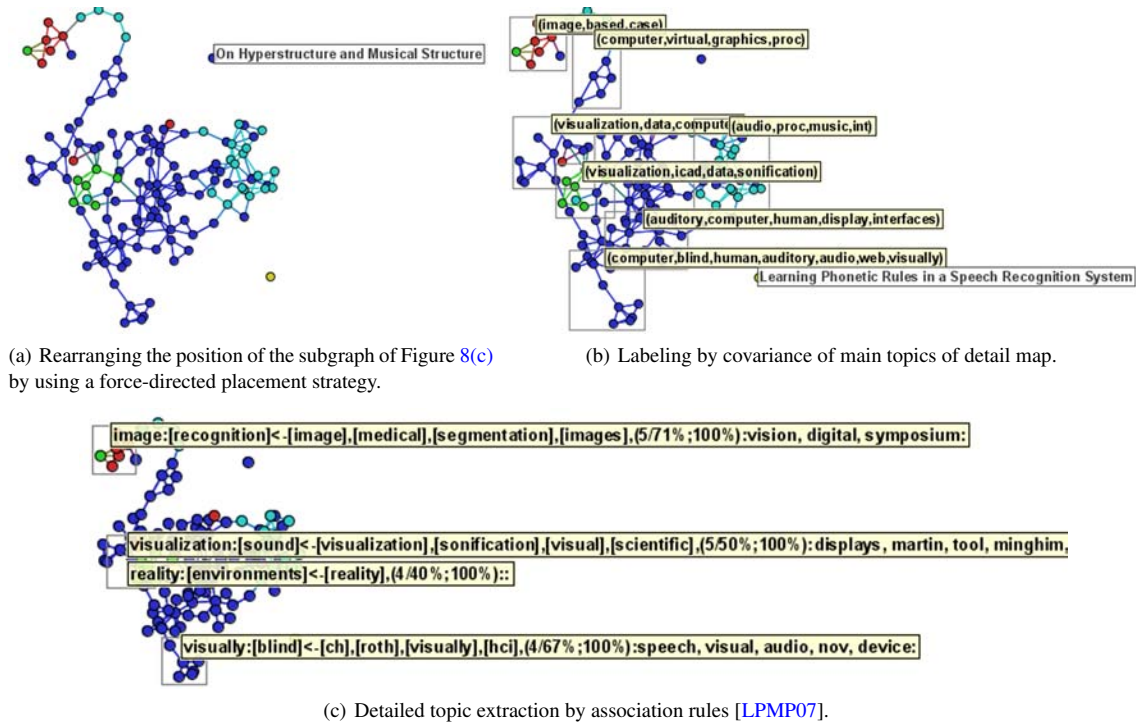 On Hyperstructure and Musical Structure
(image,based,case)
(computer,virtual,graphics,proc)
(visualization,data,compute
(audio,proc,music,int)
(visualization,icad,data,sonification)
(auditory,computer,human,display,interfaces)
(computer,blind,human,auditory,audio,web,visually)
Learning Phonetic Rules in a Speech Recognition System
(a) Rearranging the position of the subgraph of Figure 8(c)
by using a force-directed placement strategy.
(b) Labeling by covariance of main topics of detail map.
image:[recognition]<-[image],[medical],[segmentation],[images],(5/71%;100%):vision, digital, symposium:
visualization:[sound]<-[visualization],[sonification],[visual],[scientific],(5/50%;100%):displays, martin, tool, minghim,
reality:[environments]<-[reality],(4/40%;100%)::
visually:[blind]<-[ch],[roth],[visually],[hci],(4/67%;100%):speech, visual, audio, nov, device:
(c) Detailed topic extraction by association rules [LPMP07].